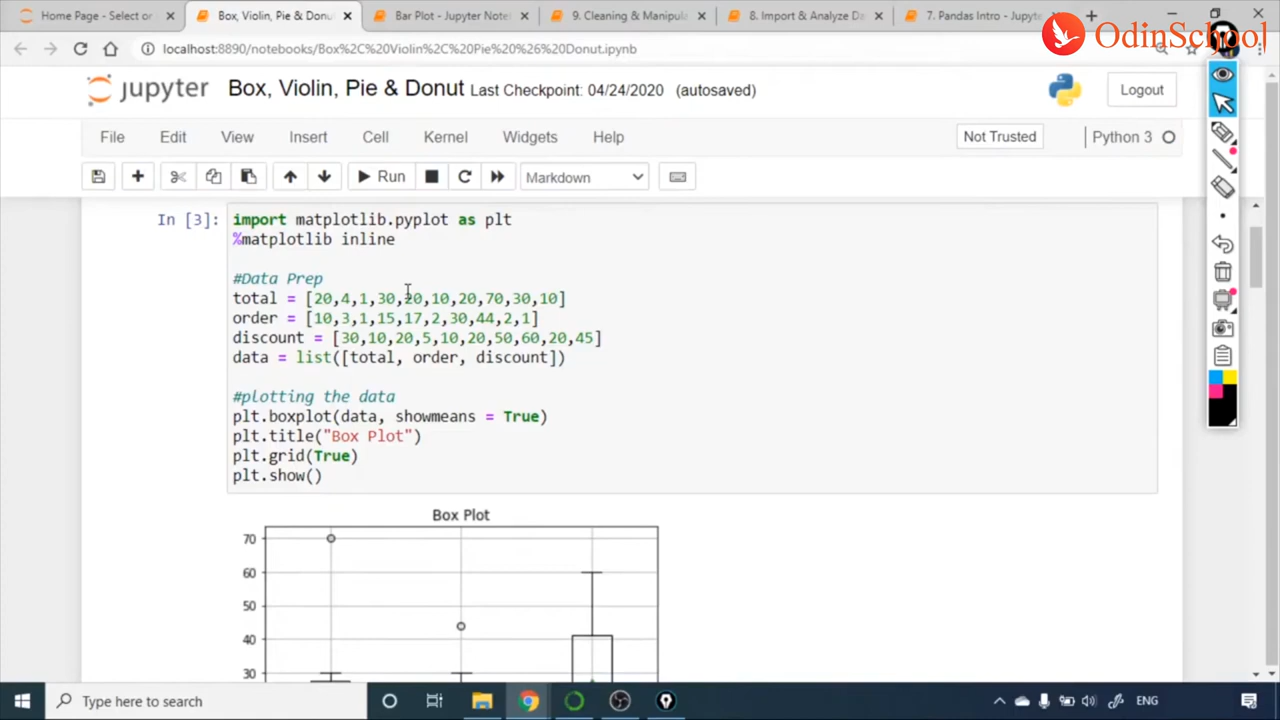 Home Page - Select or
Box, Violin, Pie & Donu
Bar Plot - Jupyter Note
9. Cleaning & Manipula
8. Import & Analyze Da
7. Pandas Intro - Jupyte
OdinSchool
localhost:8890/notebooks/Box%2C%20Violin%2C%20Pie%20%26%20Donut.ipynb
jupyter
Box, Violin, Pie & Donut Last Checkpoint: 04/24/2020 (autosaved)
Logout
File Edit View Insert Cell Kernel Widgets Help
Not Trusted
Python 3
Run
Markdown
In [3]:
import matplotlib.pyplot as plt
%matplotlib inline
#Data Prep
total = [20,4,1,30,20,10,20,70,30,10]
order = [10,3,1,15,17,2,30,44,2,1]
discount = [30,10,20,5,10,20,50,60,20,45]
data = list([total, order, discount])
#plotting the data
plt.boxplot(data, showmeans = True)
plt.title("Box Plot")
plt.grid(True)
plt.show()
Box Plot
70
60
50
40
30
Type here to search
ENG